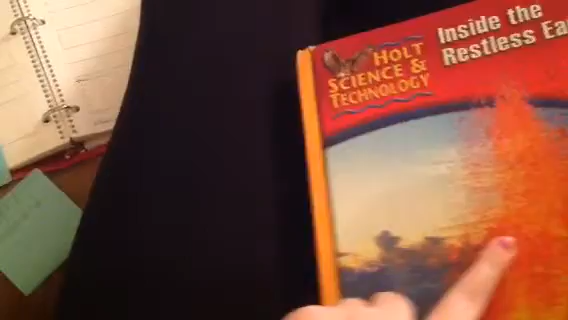 HOLT
SCIENCE &
TECHNOLOGY
Inside the
Restless Ea